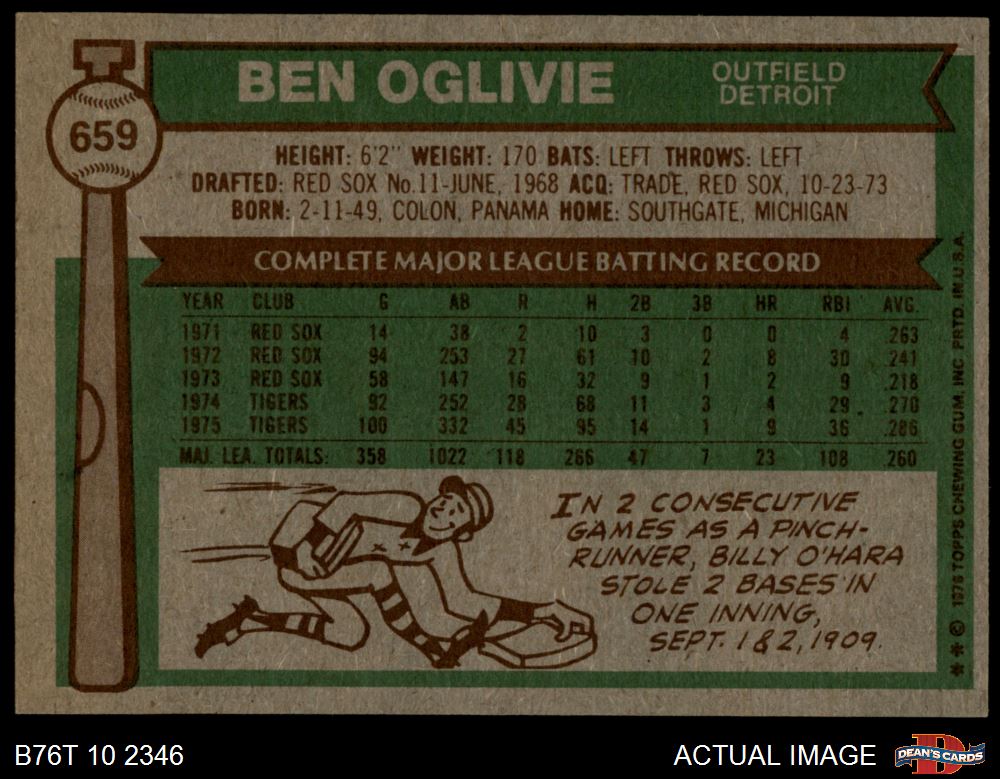 659
BEN OGLIVIE
OUTFIELD
DETROIT
HEIGHT: 6'2" WEIGHT: 170 BATS: LEFT THROWS: LEFT
DRAFTED: RED SOX No.11-JUNE, 1968 ACQ: TRADE, RED SOX, 10-23-73
BORN: 2-11-49, COLON, PANAMA HOME: SOUTHGATE, MICHIGAN
COMPLETE MAJOR LEAGUE BATTING RECORD
YEAR CLUB G AB R H 2B 3B HR RBI AVG.
1971 RED SOX 14 38 2 10 3 0 0 4 .263
1972 RED SOX 94 253 27 61 10 2 8 30 .241
1973 RED SOX 58 147 16 32 9 1 2 9 .218
1974 TIGERS 92 252 28 68 11 3 4 29 .270
1975 TIGERS 100 332 45 95 14 1 9 36 .286
MAJ. LEA. TOTALS: 358 1022 118 266 47 7 23 108 .260
IN 2 CONSECUTIVE
GAMES AS A PINCH-
RUNNER, BILLY O'HARA
STOLE 2 BASES IN
ONE INNING,
SEPT. 1 & 2, 1909.
** © 1976 TOPPS CHEWING GUM, INC. PRTD. IN U.S.A.
B76T 10 2346
ACTUAL IMAGE
DEAN'S CARDS